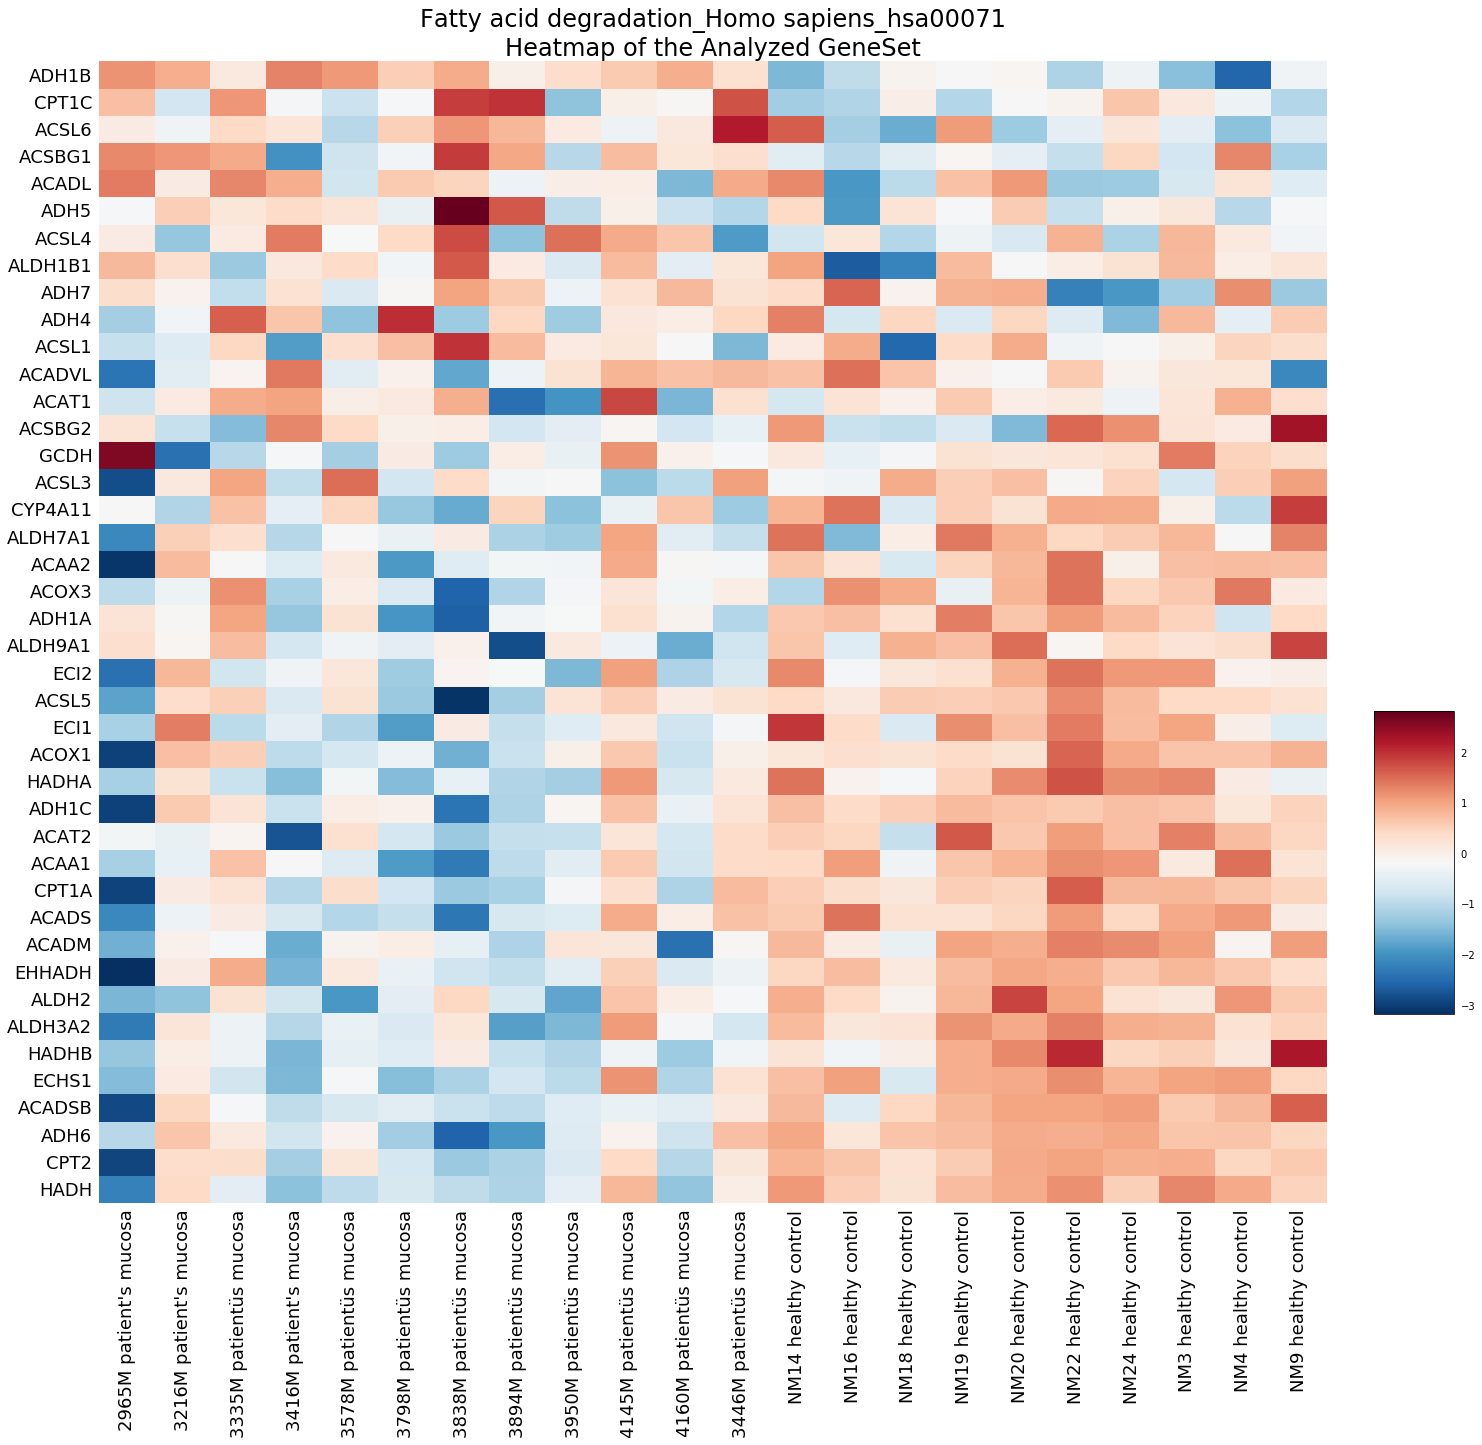 Fatty acid degradation_Homo sapiens_hsa00071
Heatmap of the Analyzed GeneSet
ADH1B
CPT1C
ACSL6
ACSBG1
ACADL
ADH5
ACSL4
ALDH1B1
ADH7
ADH4
ACSL1
ACADVL
ACAT1
ACSBG2
GCDH
ACSL3
CYP4A11
ALDH7A1
ACAA2
ACOX3
ADH1A
ALDH9A1
ECI2
ACSL5
ECI1
ACOX1
HADHA
ADH1C
ACAT2
ACAA1
CPT1A
ACADS
ACADM
EHHADH
ALDH2
ALDH3A2
HADHB
ECHS1
ACADSB
ADH6
CPT2
HADH
2965M patient's mucosa
3216M patient's mucosa
3335M patientüs mucosa
3416M patient's mucosa
3578M patientüs mucosa
3798M patientüs mucosa
3838M patientüs mucosa
3894M patientüs mucosa
3950M patientüs mucosa
4145M patientüs mucosa
4160M patientüs mucosa
3446M patientüs mucosa
NM14 healthy control
NM16 healthy control
NM18 healthy control
NM19 healthy control
NM20 healthy control
NM22 healthy control
NM24 healthy control
NM3 healthy control
NM4 healthy control
NM9 healthy control
2
1
0
−1
−2
−3